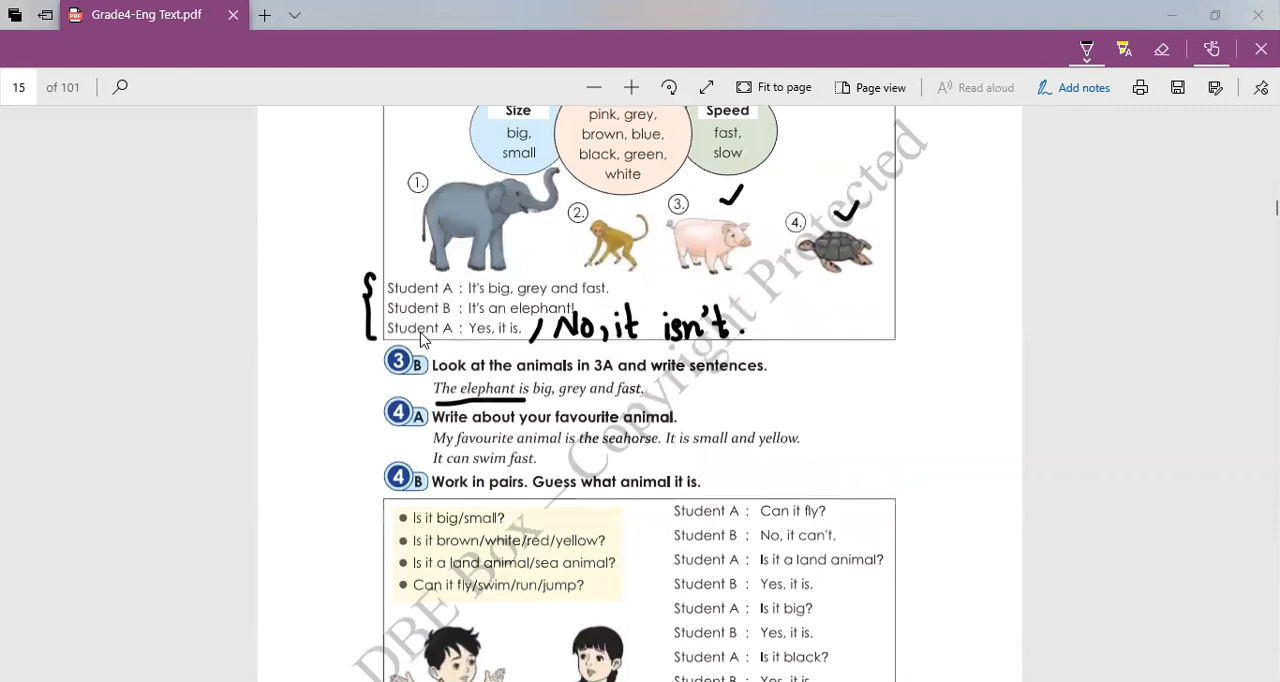 Grade4-Eng Text.pdf
15 of 101
Fit to page
Page view
Read aloud
Add notes
Size
big,
small
pink, grey,
brown, blue,
black, green,
white
Speed
fast,
slow
1.
2.
3.
4.
Student A : It's big, grey and fast.
Student B : It's an elephant!
Student A : Yes, it is. , No, it isn't.
3 B Look at the animals in 3A and write sentences.
The elephant is big, grey and fast.
4 A Write about your favourite animal.
My favourite animal is the seahorse. It is small and yellow.
It can swim fast.
4 B Work in pairs. Guess what animal it is.
• Is it big/small?
• Is it brown/white/red/yellow?
• Is it a land animal/sea animal?
• Can it fly/swim/run/jump?
Student A : Can it fly?
Student B : No, it can't.
Student A : Is it a land animal?
Student B : Yes, it is.
Student A : Is it big?
Student B : Yes, it is.
Student A : Is it black?
Student B : Yes, it is.
DBE Box – Copyright Protected